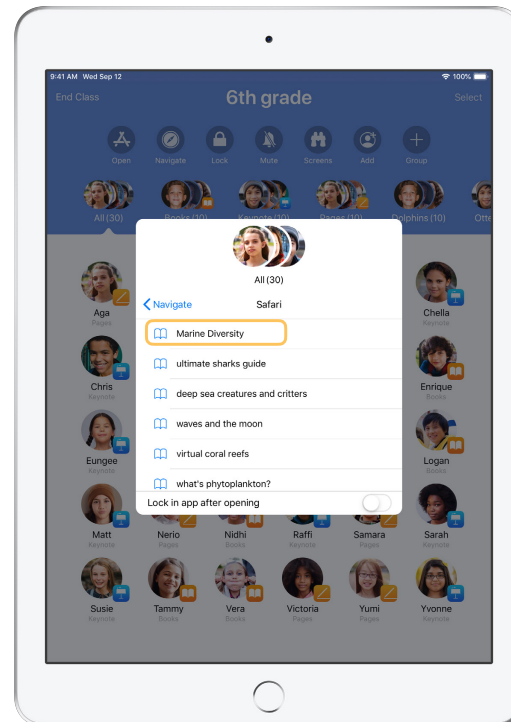 9:41 AM Wed Sep 12
100%
End Class
6th grade
Select
Open
Navigate
Lock
Mute
Screens
Add
Group
All (30)
Books (10)
Keynote (10)
Pages (10)
Dolphins (10)
Otte
All (30)
Navigate
Safari
Marine Diversity
ultimate sharks guide
deep sea creatures and critters
waves and the moon
virtual coral reefs
what's phytoplankton?
Lock in app after opening
Aga
Pages
Chella
Keynote
Chris
Keynote
Enrique
Books
Eungee
Keynote
Logan
Books
Matt
Keynote
Nerio
Pages
Nidhi
Books
Raffi
Keynote
Samara
Pages
Sarah
Keynote
Susie
Keynote
Tammy
Books
Vera
Books
Victoria
Pages
Yumi
Pages
Yvonne
Keynote